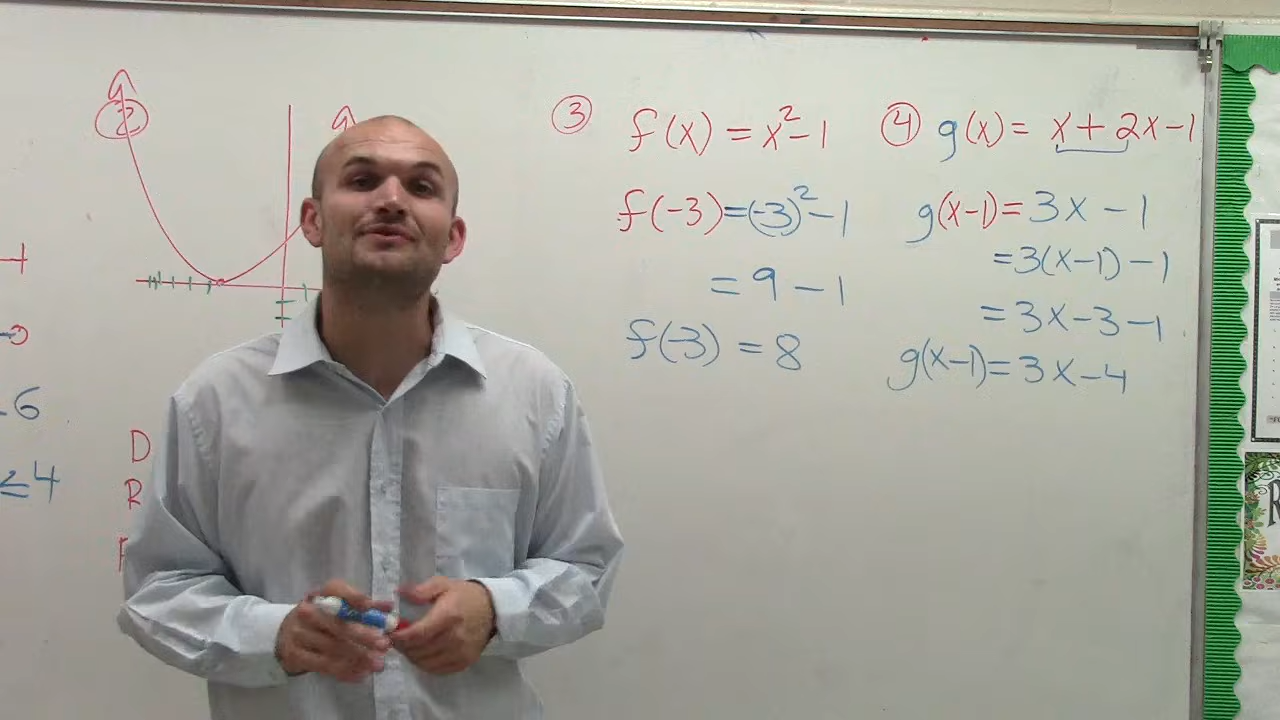 ②
-1
6
≤4
D
R
③ f(x) = x²-1
f(-3) = (-3)² - 1
= 9 - 1
f(-3) = 8
④ g(x) = x + 2x - 1
g(x-1) = 3x - 1
= 3(x-1) - 1
= 3x - 3 - 1
g(x-1) = 3x - 4